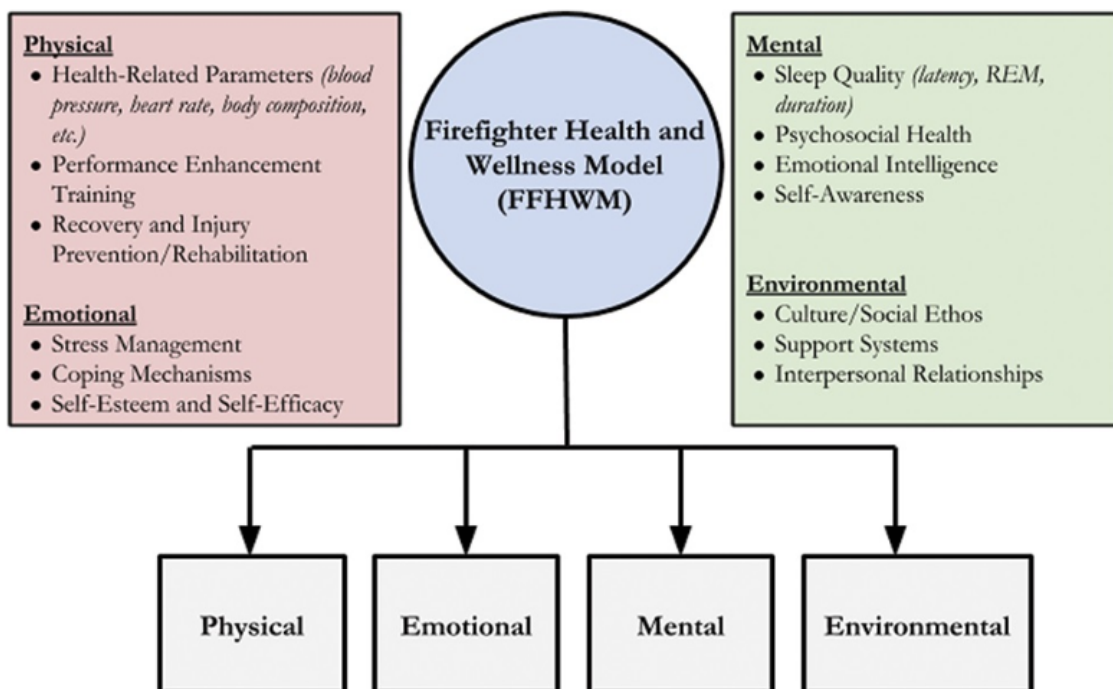 Physical
• Health-Related Parameters (blood
pressure, heart rate, body composition,
etc.)
• Performance Enhancement
Training
• Recovery and Injury
Prevention/Rehabilitation
Emotional
• Stress Management
• Coping Mechanisms
• Self-Esteem and Self-Efficacy
Firefighter Health and
Wellness Model
(FFHWM)
Mental
• Sleep Quality (latency, REM,
duration)
• Psychosocial Health
• Emotional Intelligence
• Self-Awareness
Environmental
• Culture/Social Ethos
• Support Systems
• Interpersonal Relationships
Physical
Emotional
Mental
Environmental